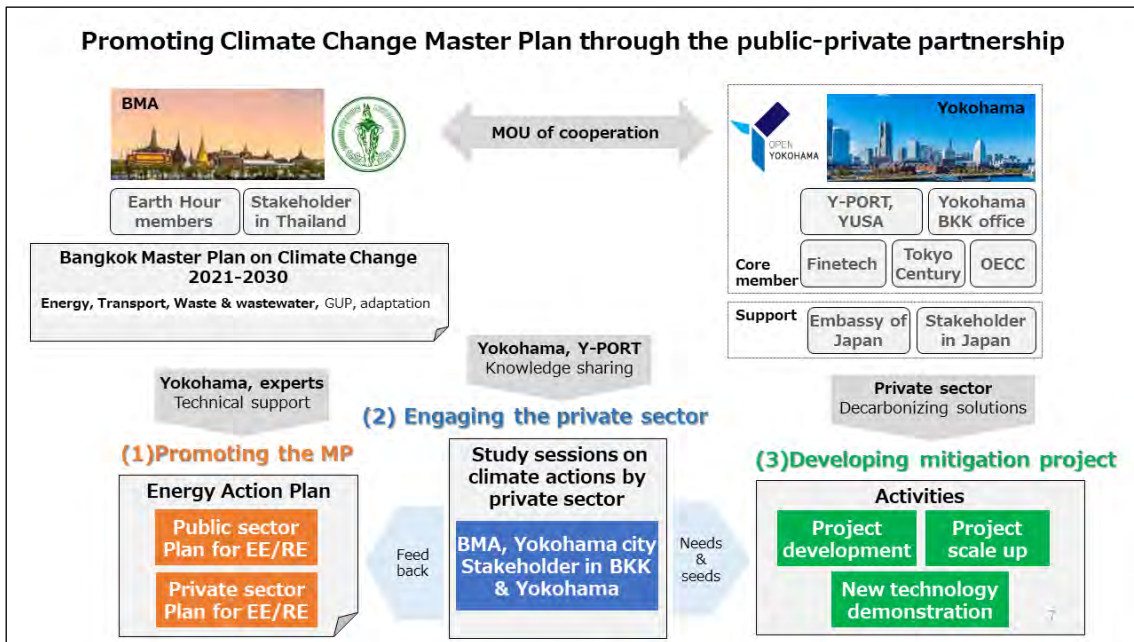 Promoting Climate Change Master Plan through the public-private partnership
BMA
MOU of cooperation
OPEN
YOKOHAMA
Yokohama
Earth Hour
members
Stakeholder
in Thailand
Bangkok Master Plan on Climate Change
2021-2030
Energy, Transport, Waste & wastewater, GUP, adaptation
Y-PORT,
YUSA
Yokohama
BKK office
Core
member
Finetech
Tokyo
Century
OECC
Support
Embassy of
Japan
Stakeholder
in Japan
Yokohama, experts
Technical support
Yokohama, Y-PORT
Knowledge sharing
Private sector
Decarbonizing solutions
(1)Promoting the MP
Energy Action Plan
Public sector
Plan for EE/RE
Private sector
Plan for EE/RE
Feed
back
(2) Engaging the private sector
Study sessions on
climate actions by
private sector
BMA, Yokohama city
Stakeholder in BKK
& Yokohama
Needs
&
seeds
(3)Developing mitigation project
Activities
Project
development
Project
scale up
New technology
demonstration
7